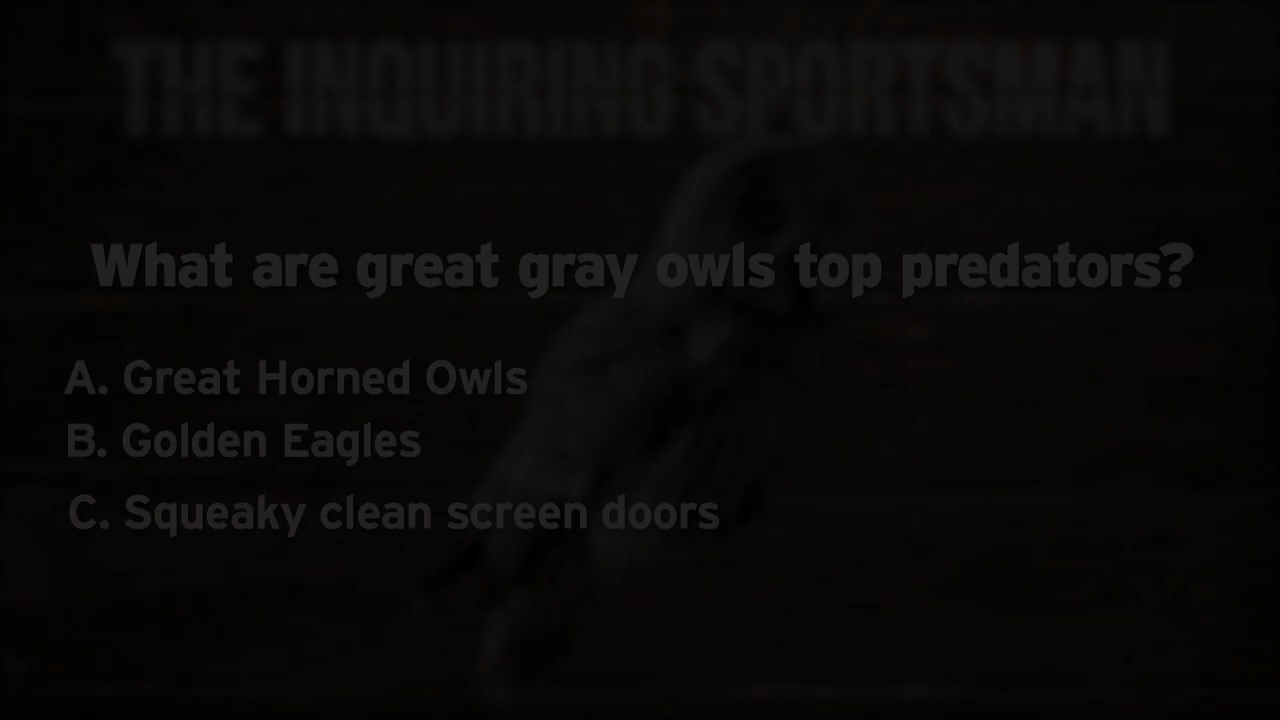 THE INQUIRING SPORTSMAN
What are great gray owls top predators?
A. Great Horned Owls
B. Golden Eagles
C. Squeaky clean screen doors